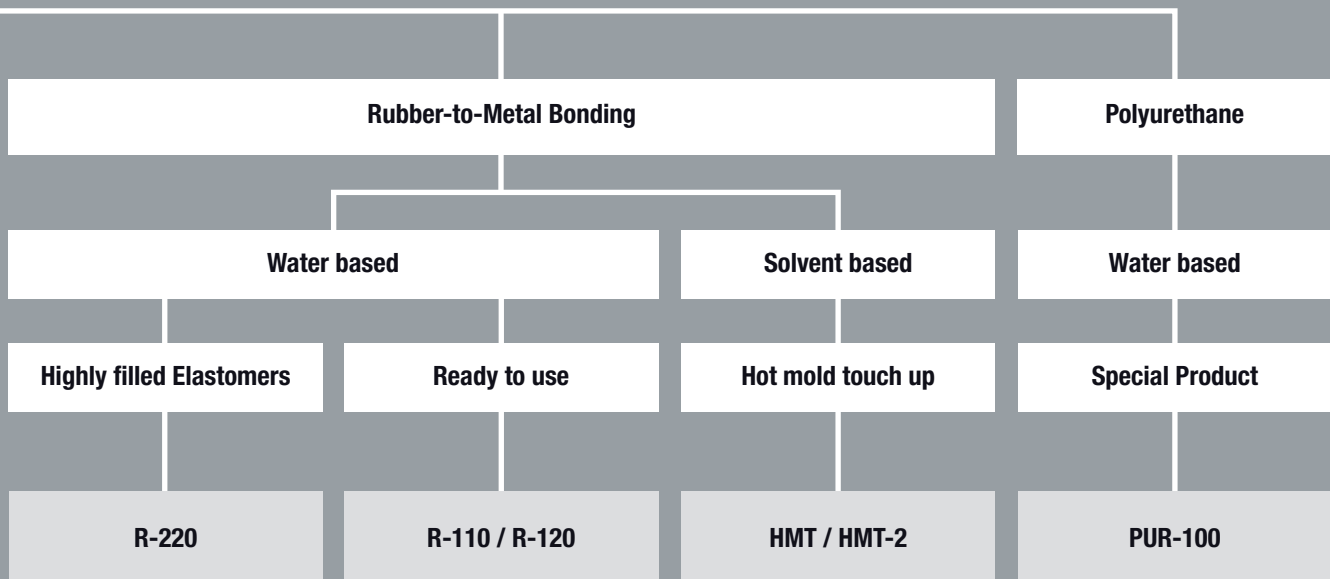 Rubber-to-Metal Bonding
Polyurethane
Water based
Solvent based
Water based
Highly filled Elastomers
Ready to use
Hot mold touch up
Special Product
R-220
R-110 / R-120
HMT / HMT-2
PUR-100